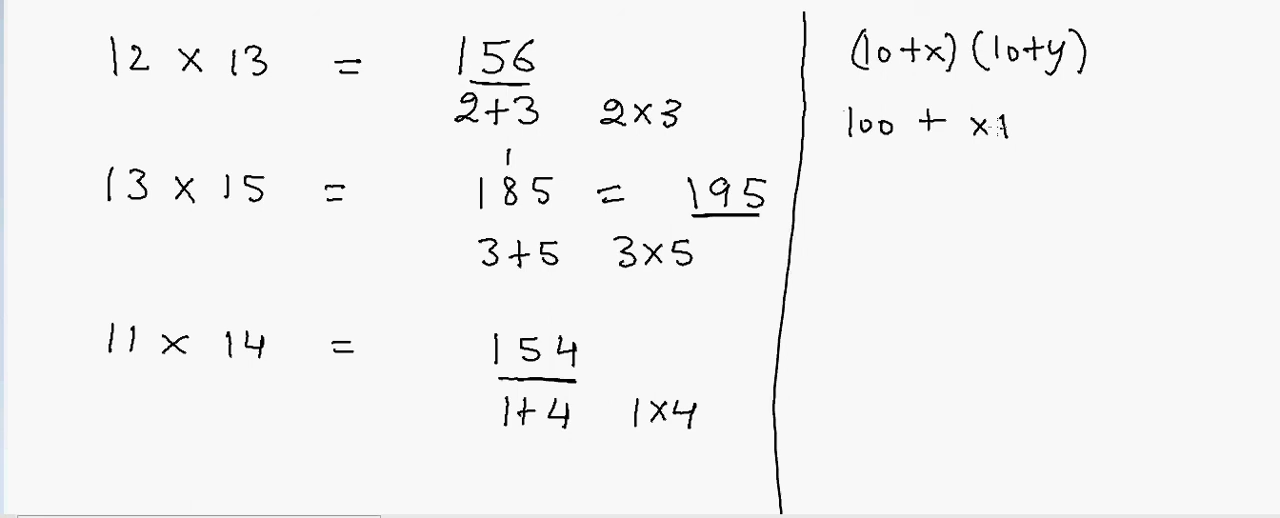 12 × 13 = 156
2+3 2×3
1
13 × 15 = 185 = 195
3+5 3×5
11 × 14 = 154
1+4 1×4
(10+x)(10+y)
100 + x1